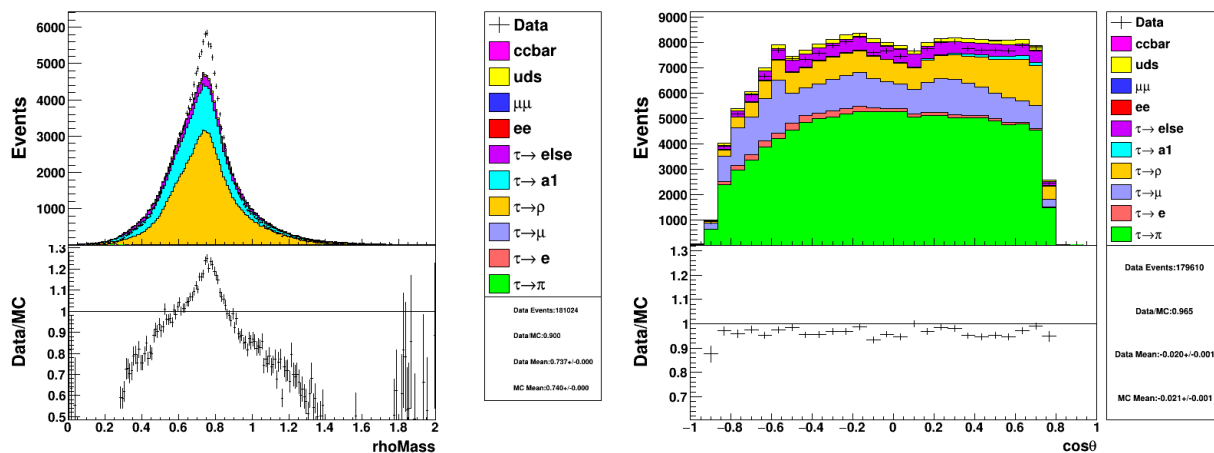 6000
5000
4000
3000
2000
1000
Events
1.3
1.2
1.1
1
0.9
0.8
0.7
0.6
0.5
Data/MC
0 0.2 0.4 0.6 0.8 1 1.2 1.4 1.6 1.8 2
rhoMass
Data
ccbar
uds
μμ
ee
τ→ else
τ→ a1
τ→ρ
τ→μ
τ→ e
τ→π
Data Events:181024
Data/MC:0.900
Data Mean:0.737+/-0.000
MC Mean:0.740+/-0.000
9000
8000
7000
6000
5000
4000
3000
2000
1000
Events
1.3
1.2
1.1
1
0.9
0.8
0.7
Data/MC
−1 −0.8 −0.6 −0.4 −0.2 0 0.2 0.4 0.6 0.8 1
cosθ
Data
ccbar
uds
μμ
ee
τ→ else
τ→ a1
τ→ρ
τ→μ
τ→ e
τ→π
Data Events:179610
Data/MC:0.965
Data Mean:-0.020+/-0.001
MC Mean:-0.021+/-0.001